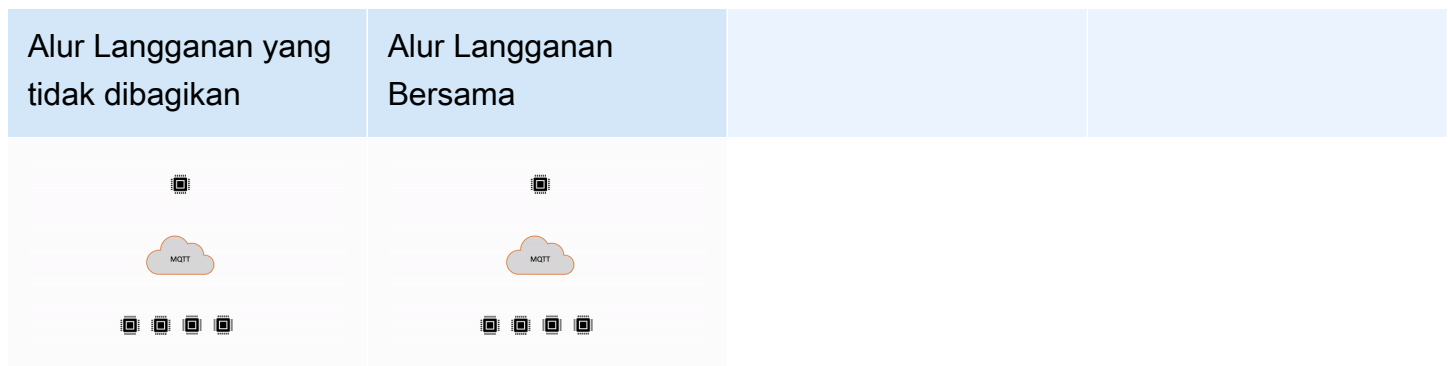 Alur Langganan yang
tidak dibagikan
Alur Langganan
Bersama
MQTT
MQTT